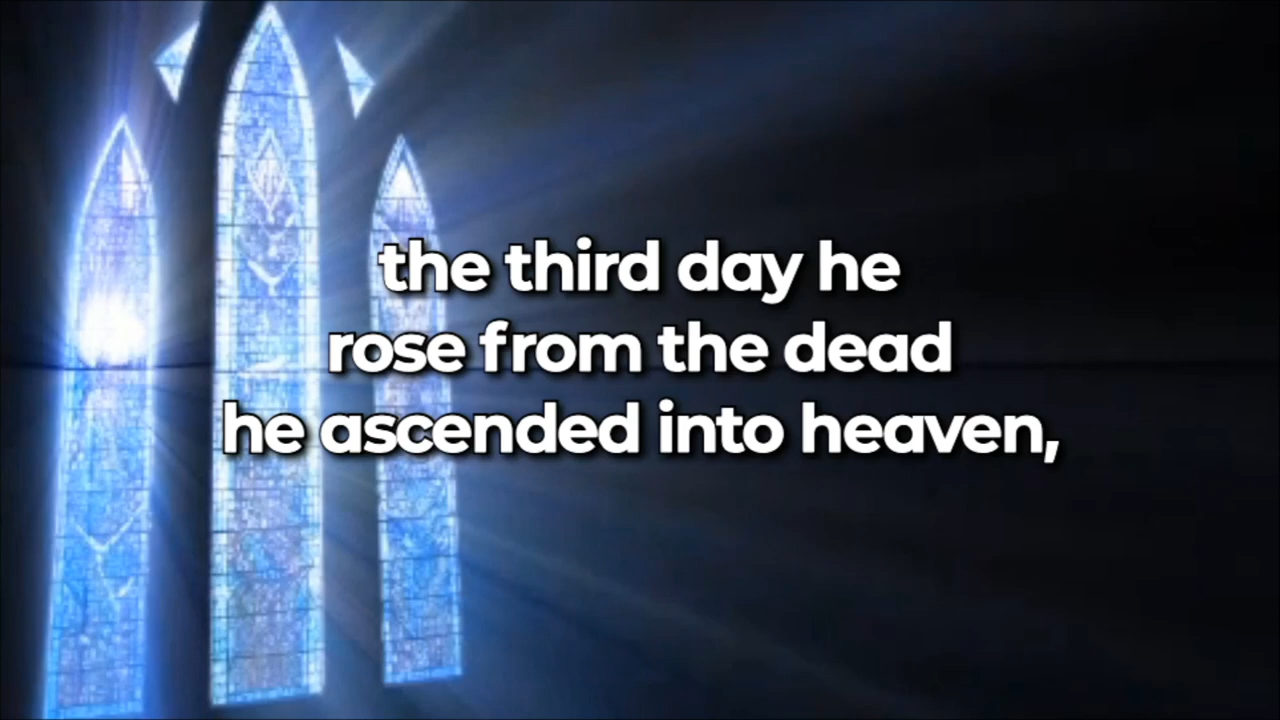 the third day he
rose from the dead
he ascended into heaven,